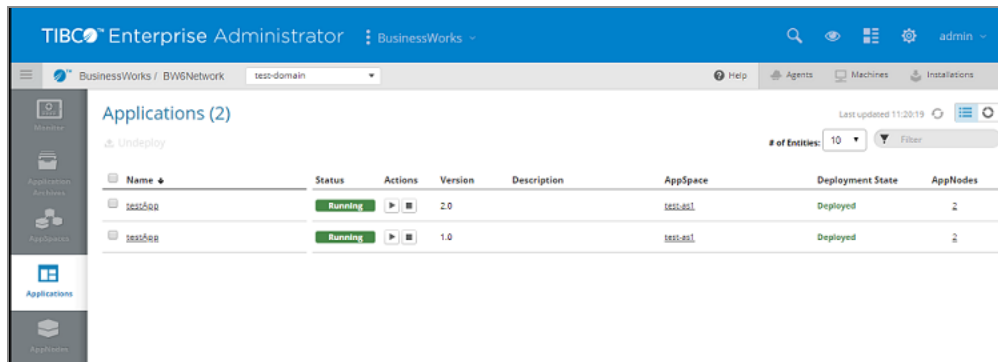 TIBCO™ Enterprise Administrator BusinessWorks admin
BusinessWorks / BW6Network test-domain Help Agents Machines Installations
Monitor
Applications (2) Last updated 11:20:19
Undeploy # of Entities: 10 Filter
Application
Archives
Name Status Actions Version Description AppSpace Deployment State AppNodes
testApp Running 2.0 test-as1 Deployed 2
AppSpaces
testApp Running 1.0 test-as1 Deployed 2
Applications
AppNodes